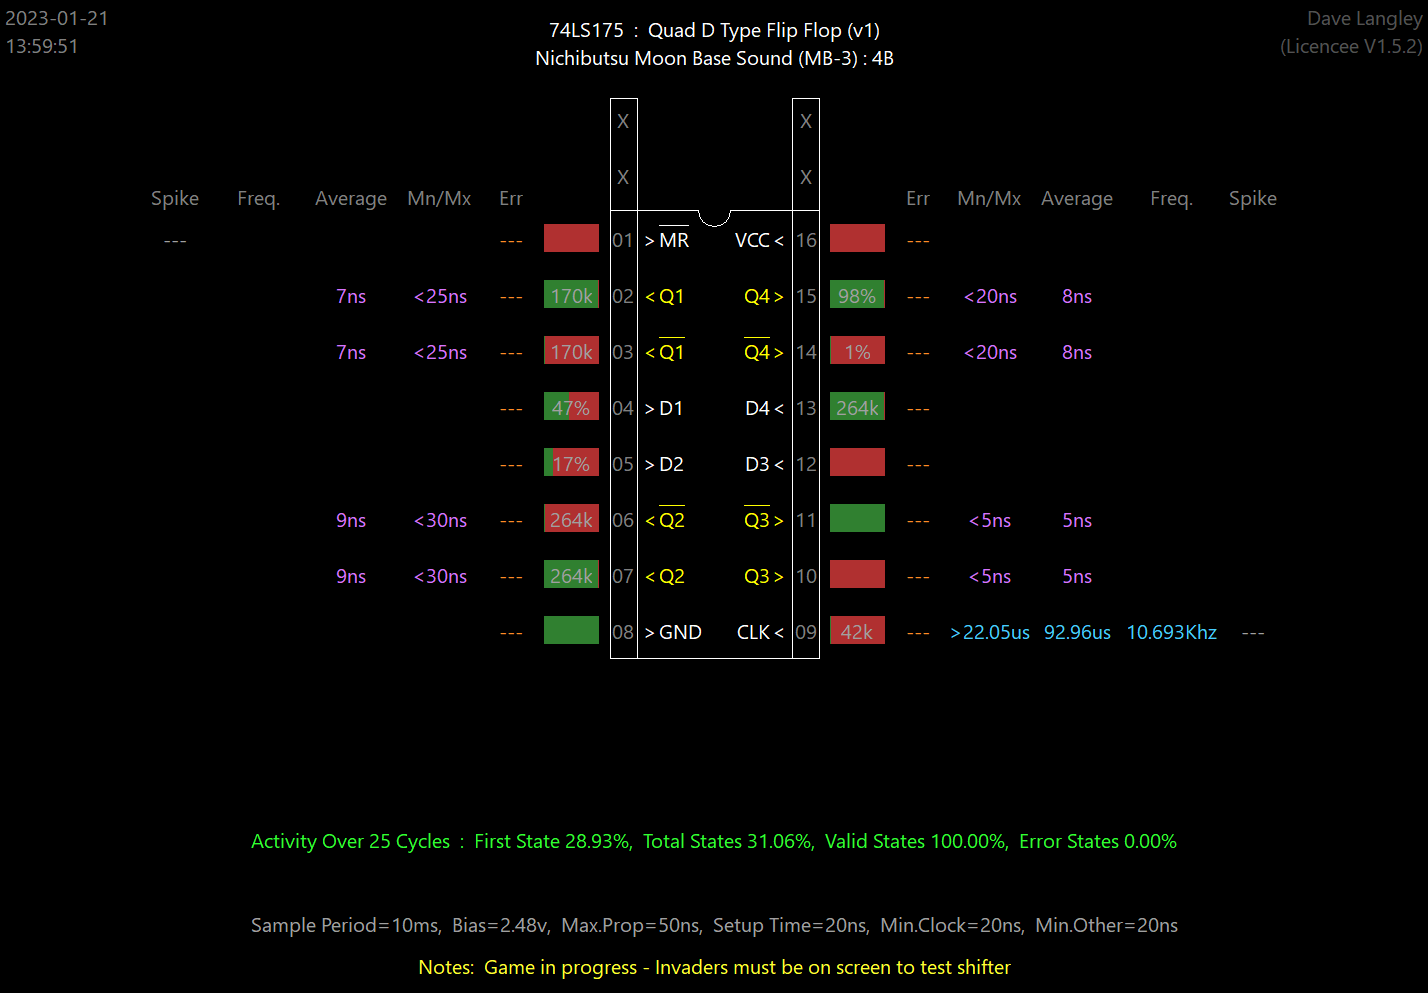 2023-01-21
13:59:51
74LS175 : Quad D Type Flip Flop (v1)
Nichibutsu Moon Base Sound (MB-3) : 4B
Dave Langley
(Licencee V1.5.2)
X X
X X
Spike Freq. Average Mn/Mx Err Err Mn/Mx Average Freq. Spike
--- --- 01 > MR VCC < 16 ---
7ns <25ns --- 170k 02 < Q1 Q4 > 15 98% --- <20ns 8ns
7ns <25ns --- 170k 03 < Q1 Q4 > 14 1% --- <20ns 8ns
--- 47% 04 > D1 D4 < 13 264k ---
--- 17% 05 > D2 D3 < 12 ---
9ns <30ns --- 264k 06 < Q2 Q3 > 11 --- <5ns 5ns
9ns <30ns --- 264k 07 < Q2 Q3 > 10 --- <5ns 5ns
--- 08 > GND CLK < 09 42k --- >22.05us 92.96us 10.693Khz ---
Activity Over 25 Cycles : First State 28.93%, Total States 31.06%, Valid States 100.00%, Error States 0.00%
Sample Period=10ms, Bias=2.48v, Max.Prop=50ns, Setup Time=20ns, Min.Clock=20ns, Min.Other=20ns
Notes: Game in progress - Invaders must be on screen to test shifter